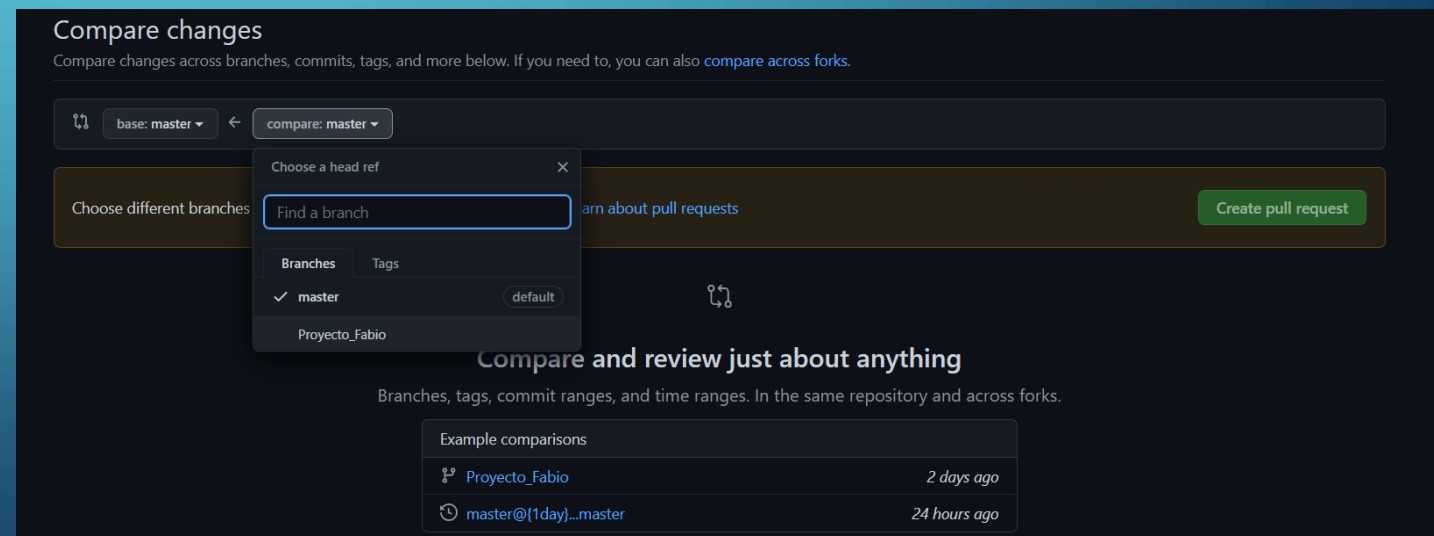 Compare changes
Compare changes across branches, commits, tags, and more below. If you need to, you can also compare across forks.
base: master
compare: master
Choose a head ref
Find a branch
Choose different branches
about pull requests
Create pull request
Branches Tags
master default
Proyecto_Fabio
Compare and review just about anything
Branches, tags, commit ranges, and time ranges. In the same repository and across forks.
Example comparisons
Proyecto_Fabio 2 days ago
master@{1day}...master 24 hours ago